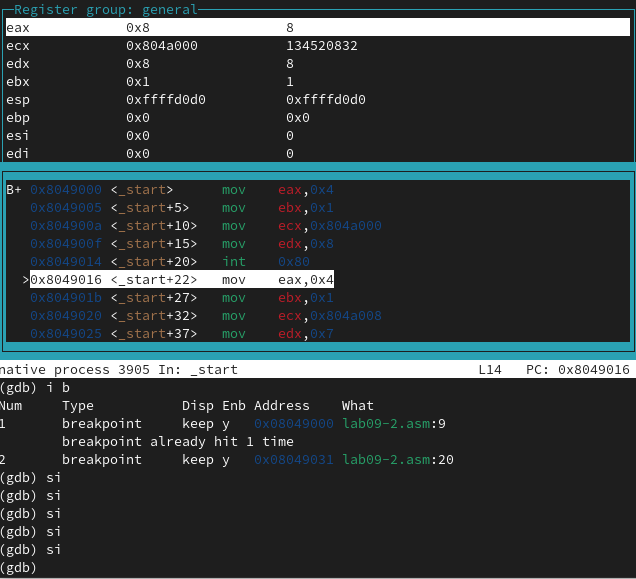 Register group: general
eax 0x8 8
ecx 0x804a000 134520832
edx 0x8 8
ebx 0x1 1
esp 0xffffd0d0 0xffffd0d0
ebp 0x0 0x0
esi 0x0 0
edi 0x0 0
B+ 0x8049000 <_start> mov eax,0x4
0x8049005 <_start+5> mov ebx,0x1
0x804900a <_start+10> mov ecx,0x804a000
0x804900f <_start+15> mov edx,0x8
0x8049014 <_start+20> int 0x80
>0x8049016 <_start+22> mov eax,0x4
0x804901b <_start+27> mov ebx,0x1
0x8049020 <_start+32> mov ecx,0x804a008
0x8049025 <_start+37> mov edx,0x7
native process 3905 In: _start L14 PC: 0x8049016
(gdb) i b
Num Type Disp Enb Address What
1 breakpoint keep y 0x08049000 lab09-2.asm:9
breakpoint already hit 1 time
2 breakpoint keep y 0x08049031 lab09-2.asm:20
(gdb) si
(gdb) si
(gdb) si
(gdb) si
(gdb) si
(gdb)